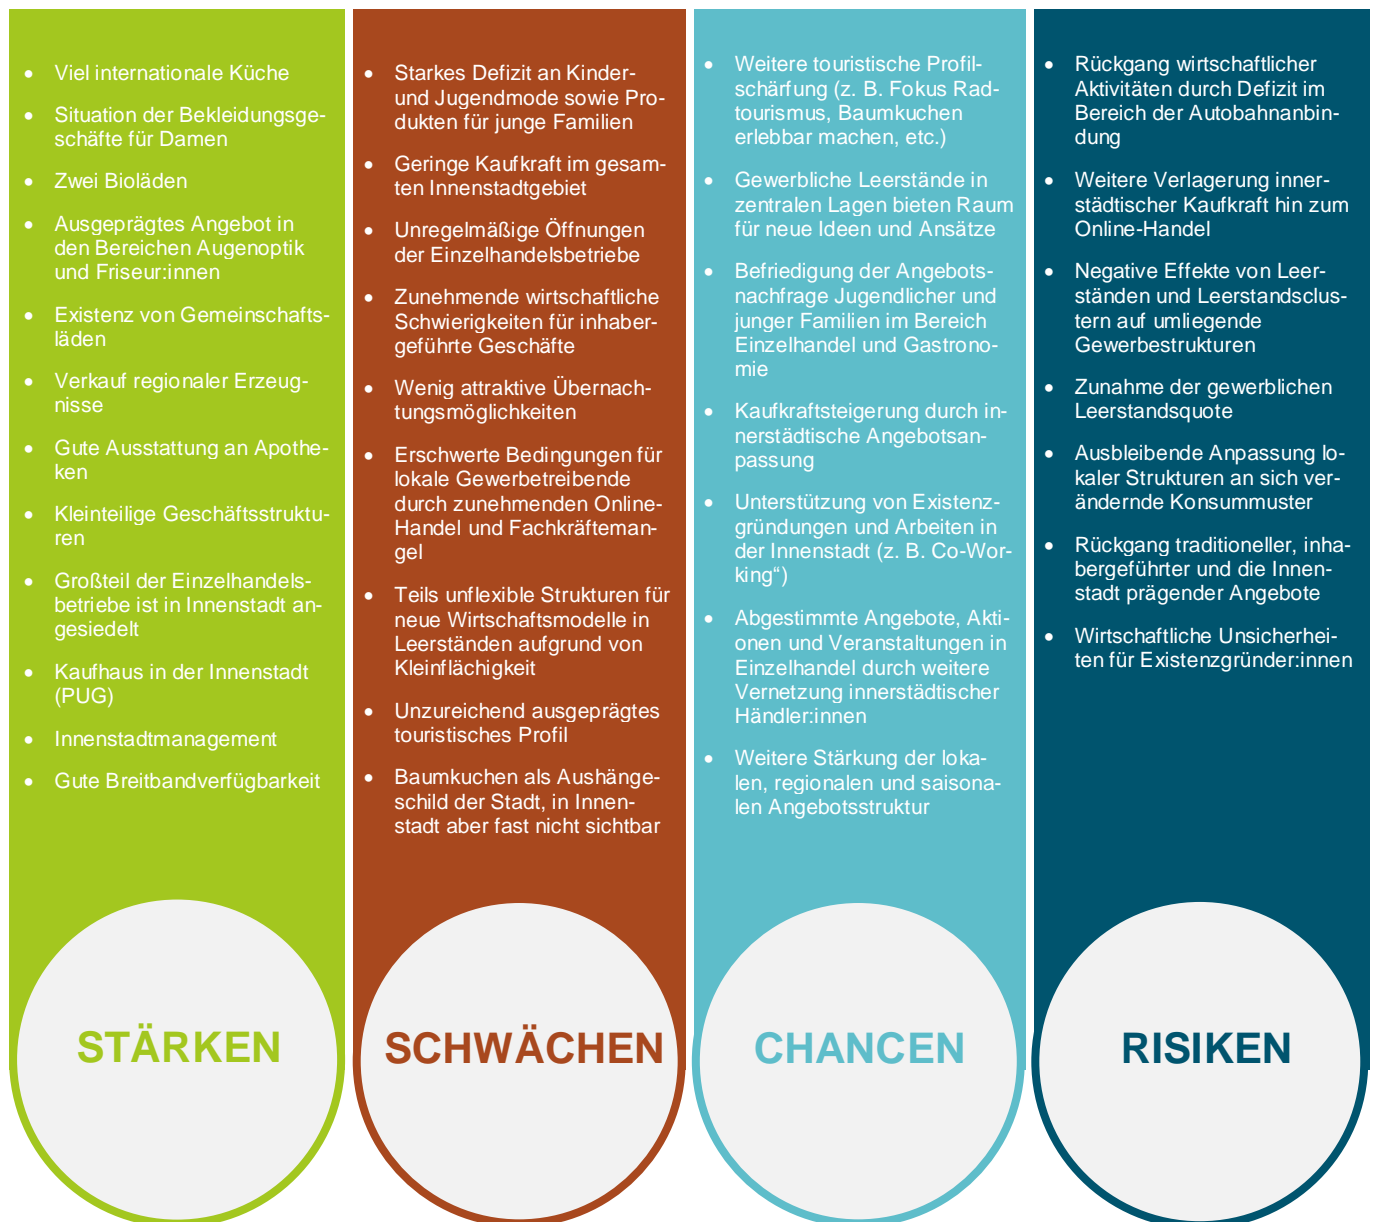 • Viel internationale Küche
• Situation der Bekleidungsge-
schäfte für Damen
• Zwei Bioläden
• Ausgeprägtes Angebot in
den Bereichen Augenoptik
und Friseur:innen
• Existenz von Gemeinschafts-
läden
• Verkauf regionaler Erzeug-
nisse
• Gute Ausstattung an Apothe-
ken
• Kleinteilige Geschäftsstruktu-
ren
• Großteil der Einzelhandels-
betriebe ist in Innenstadt an-
gesiedelt
• Kaufhaus in der Innenstadt
(PUG)
• Innenstadtmanagement
• Gute Breitbandverfügbarkeit
STÄRKEN
• Starkes Defizit an Kinder-
und Jugendmode sowie Pro-
dukten für junge Familien
• Geringe Kaufkraft im gesam-
ten Innenstadtgebiet
• Unregelmäßige Öffnungen
der Einzelhandelsbetriebe
• Zunehmende wirtschaftliche
Schwierigkeiten für inhaber-
geführte Geschäfte
• Wenig attraktive Übernach-
tungsmöglichkeiten
• Erschwerte Bedingungen für
lokale Gewerbetreibende
durch zunehmenden Online-
Handel und Fachkräfteman-
gel
• Teils unflexible Strukturen für
neue Wirtschaftsmodelle in
Leerständen aufgrund von
Kleinflächigkeit
• Unzureichend ausgeprägtes
touristisches Profil
• Baumkuchen als Aushänge-
schild der Stadt, in Innen-
stadt aber fast nicht sichtbar
SCHWÄCHEN
• Weitere touristische Profil-
schärfung (z. B. Fokus Rad-
tourismus, Baumkuchen
erlebbar machen, etc.)
• Gewerbliche Leerstände in
zentralen Lagen bieten Raum
für neue Ideen und Ansätze
• Befriedigung der Angebots-
nachfrage Jugendlicher und
junger Familien im Bereich
Einzelhandel und Gastrono-
mie
• Kaufkraftsteigerung durch in-
nerstädtische Angebotsan-
passung
• Unterstützung von Existenz-
gründungen und Arbeiten in
der Innenstadt (z. B. Co-Wor-
king“)
• Abgestimmte Angebote, Akti-
onen und Veranstaltungen in
Einzelhandel durch weitere
Vernetzung innerstädtischer
Händler:innen
• Weitere Stärkung der loka-
len, regionalen und saisona-
len Angebotsstruktur
CHANCEN
• Rückgang wirtschaftlicher
Aktivitäten durch Defizit im
Bereich der Autobahnanbin-
dung
• Weitere Verlagerung inner-
städtischer Kaufkraft hin zum
Online-Handel
• Negative Effekte von Leer-
ständen und Leerstandsclus-
tern auf umliegende
Gewerbestrukturen
• Zunahme der gewerblichen
Leerstandsquote
• Ausbleibende Anpassung lo-
kaler Strukturen an sich ver-
ändernde Konsummuster
• Rückgang traditioneller, inha-
bergeführter und die Innen-
stadt prägender Angebote
• Wirtschaftliche Unsicherhei-
ten für Existenzgründer:innen
RISIKEN